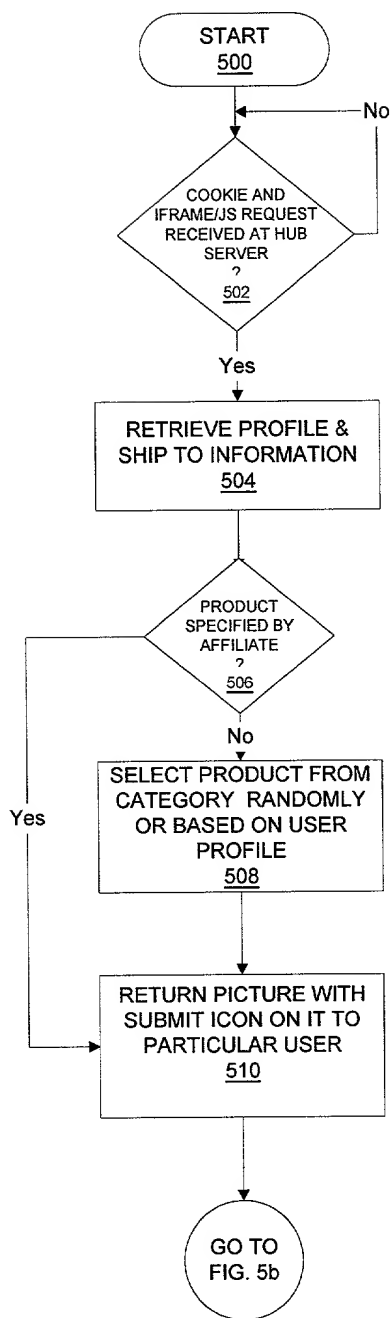 START
500
No
COOKIE AND
IFRAME/JS REQUEST
RECEIVED AT HUB
SERVER
?
502
Yes
RETRIEVE PROFILE &
SHIP TO INFORMATION
504
PRODUCT
SPECIFIED BY
AFFILIATE
?
506
No
Yes
SELECT PRODUCT FROM
CATEGORY RANDOMLY
OR BASED ON USER
PROFILE
508
RETURN PICTURE WITH
SUBMIT ICON ON IT TO
PARTICULAR USER
510
GO TO
FIG. 5b